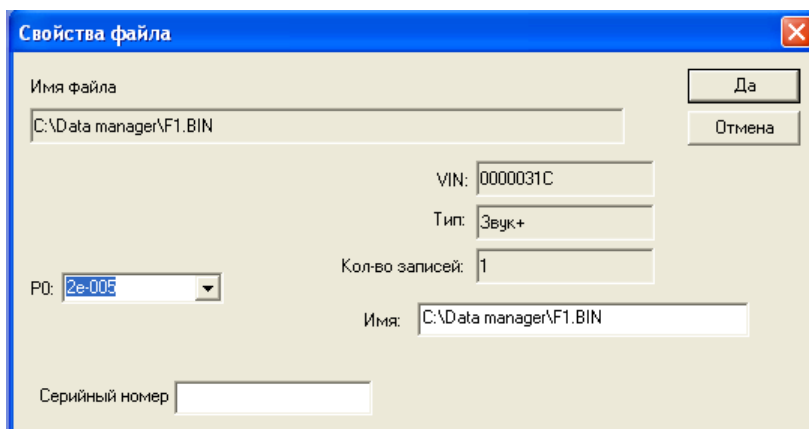 Свойства файла
Имя файла
Да
C:\Data manager\F1.BIN
Отмена
VIN: 0000031C
Тип: Звук+
Кол-во записей: 1
P0: 2e-005
Имя: C:\Data manager\F1.BIN
Серийный номер